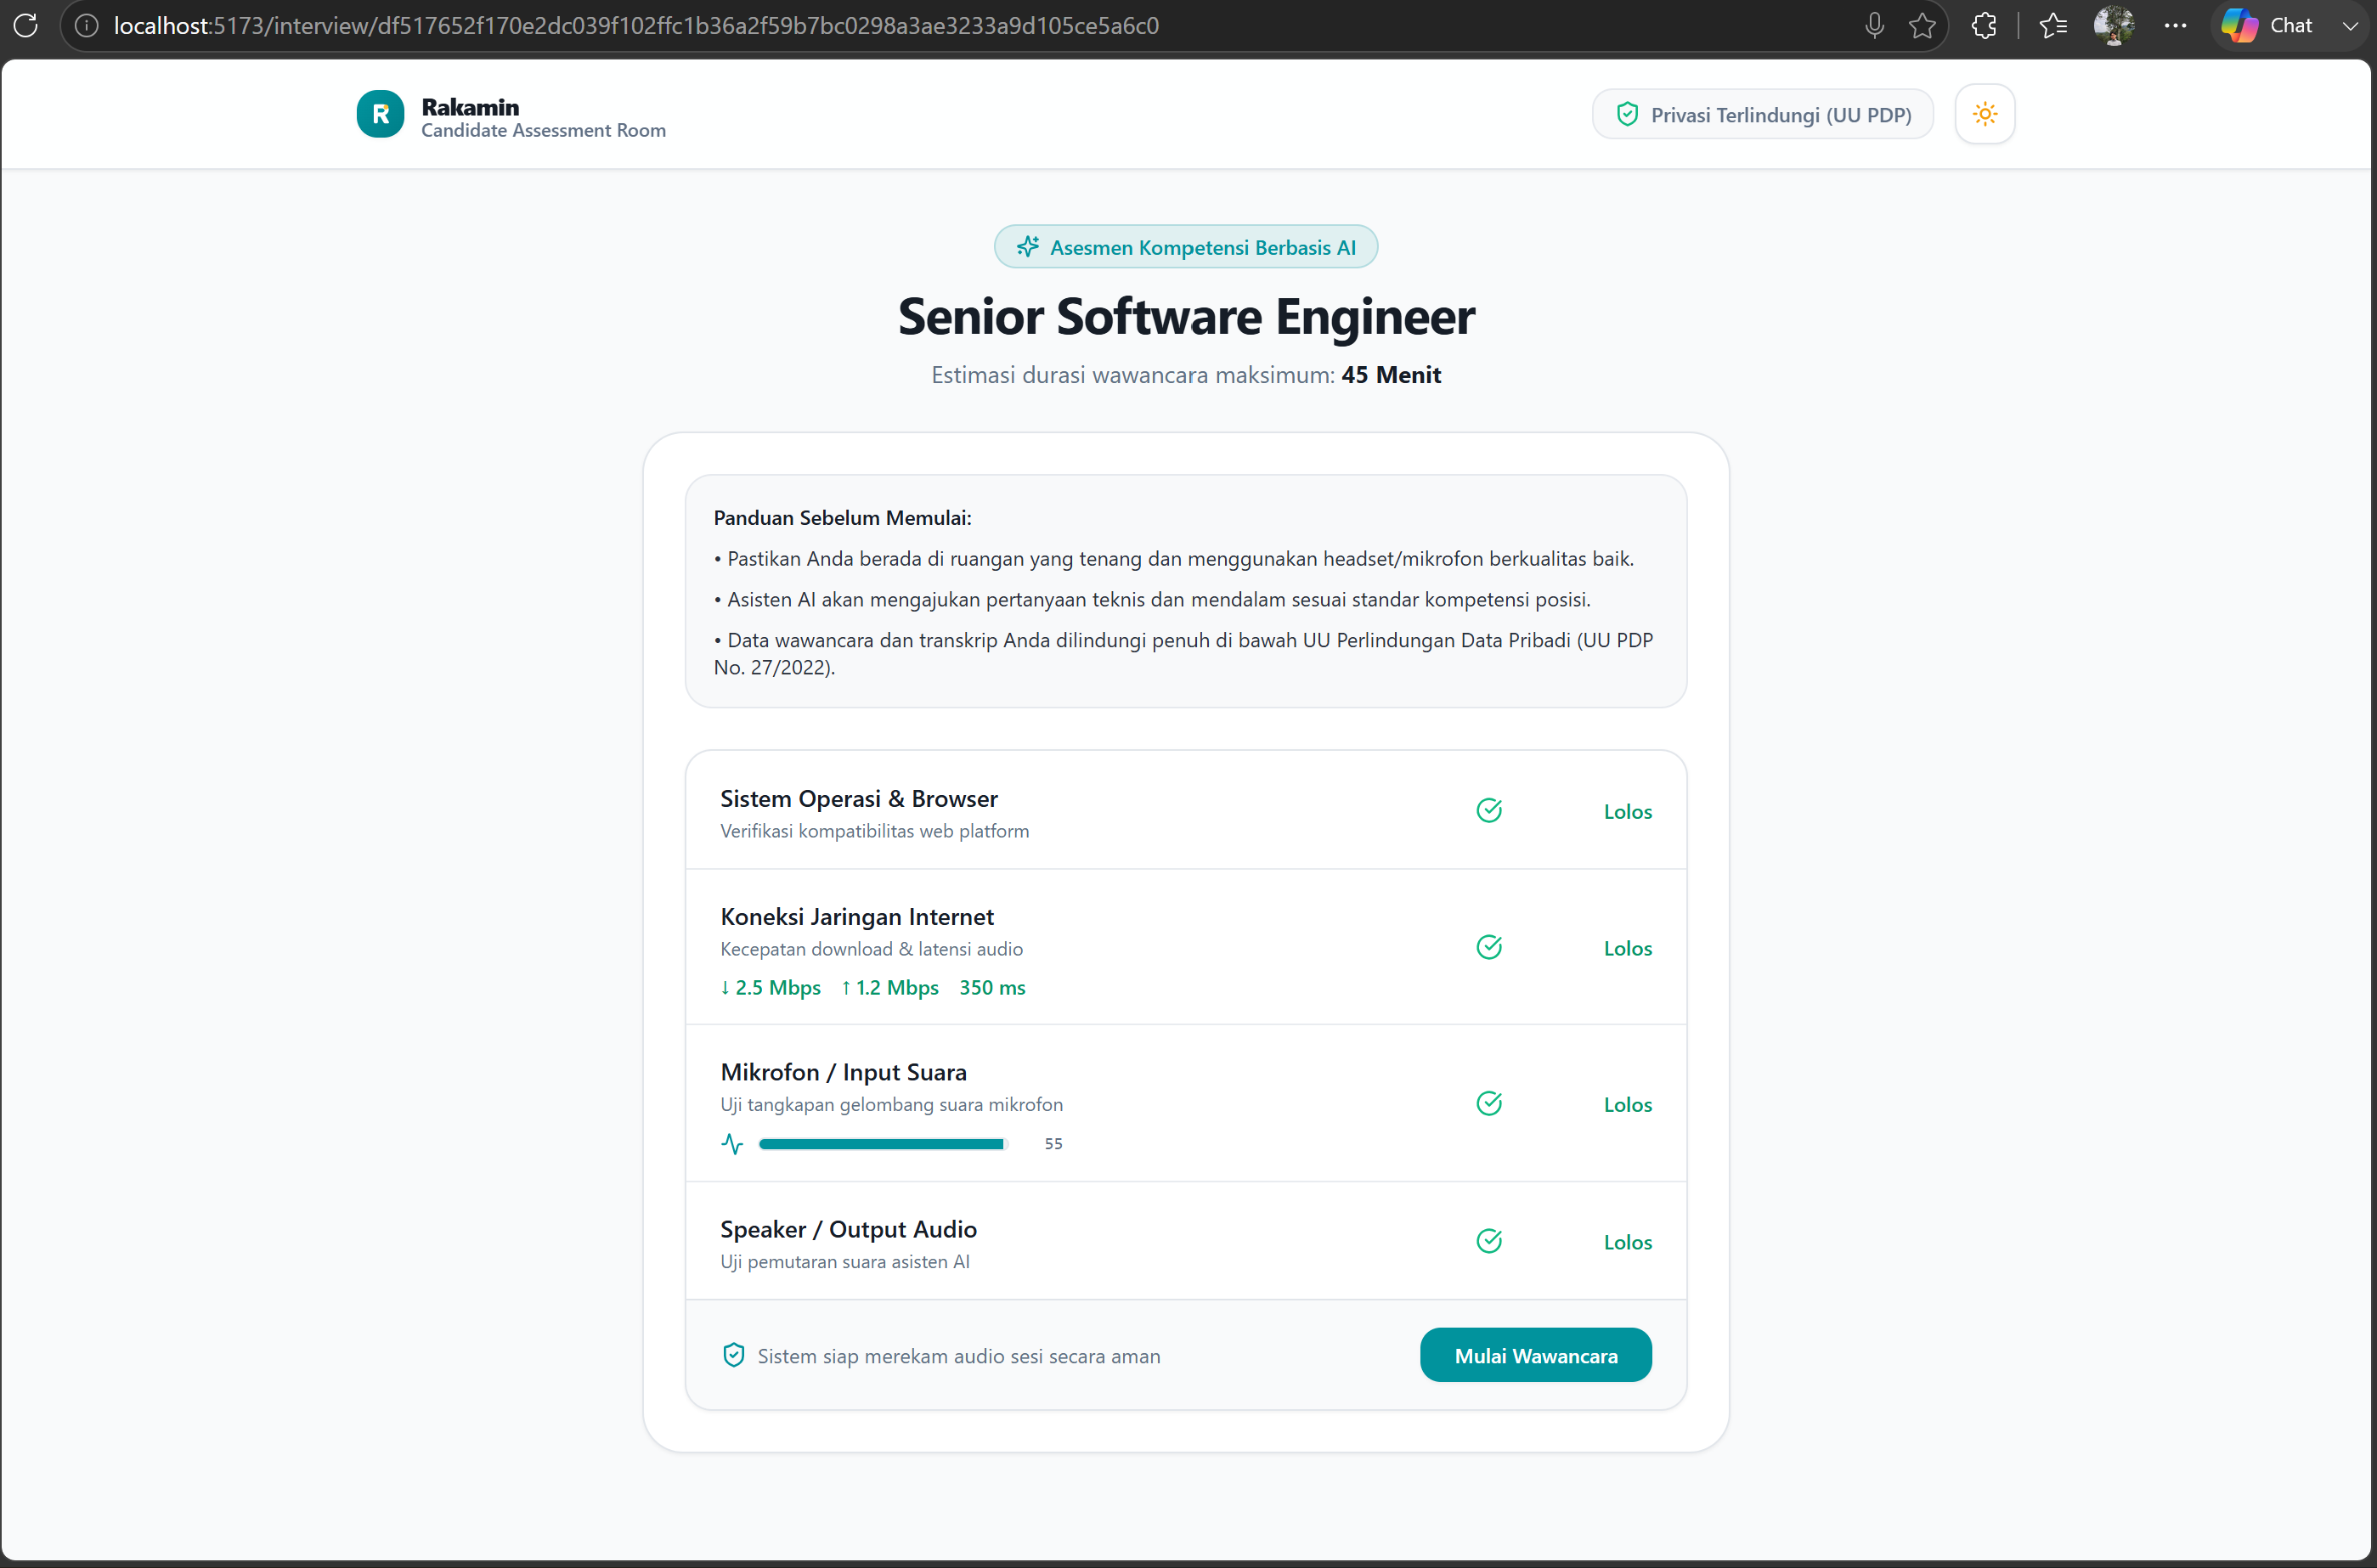 localhost:5173/interview/df517652f170e2dc039f102ffc1b36a2f59b7bc0298a3ae3233a9d105ce5a6c0
Chat
R
Rakamin
Candidate Assessment Room
Privasi Terlindungi (UU PDP)
Asesmen Kompetensi Berbasis AI
Senior Software Engineer
Estimasi durasi wawancara maksimum: 45 Menit
Panduan Sebelum Memulai:
• Pastikan Anda berada di ruangan yang tenang dan menggunakan headset/mikrofon berkualitas baik.
• Asisten AI akan mengajukan pertanyaan teknis dan mendalam sesuai standar kompetensi posisi.
• Data wawancara dan transkrip Anda dilindungi penuh di bawah UU Perlindungan Data Pribadi (UU PDP
No. 27/2022).
Sistem Operasi & Browser
Verifikasi kompatibilitas web platform
Lolos
Koneksi Jaringan Internet
Kecepatan download & latensi audio
↓ 2.5 Mbps ↑ 1.2 Mbps 350 ms
Lolos
Mikrofon / Input Suara
Uji tangkapan gelombang suara mikrofon
55
Lolos
Speaker / Output Audio
Uji pemutaran suara asisten AI
Lolos
Sistem siap merekam audio sesi secara aman
Mulai Wawancara